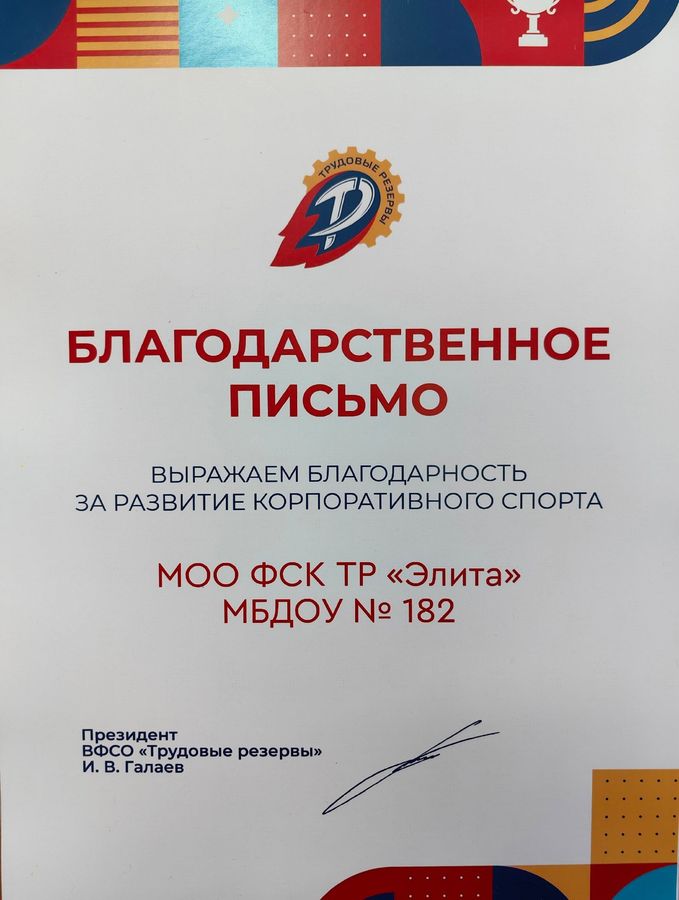 ТРУДОВЫЕ РЕЗЕРВЫ
БЛАГОДАРСТВЕННОЕ
ПИСЬМО
ВЫРАЖАЕМ БЛАГОДАРНОСТЬ
ЗА РАЗВИТИЕ КОРПОРАТИВНОГО СПОРТА
МОО ФСК ТР «Элита»
МБДОУ № 182
Президент
ВФСО «Трудовые резервы»
И. В. Галаев